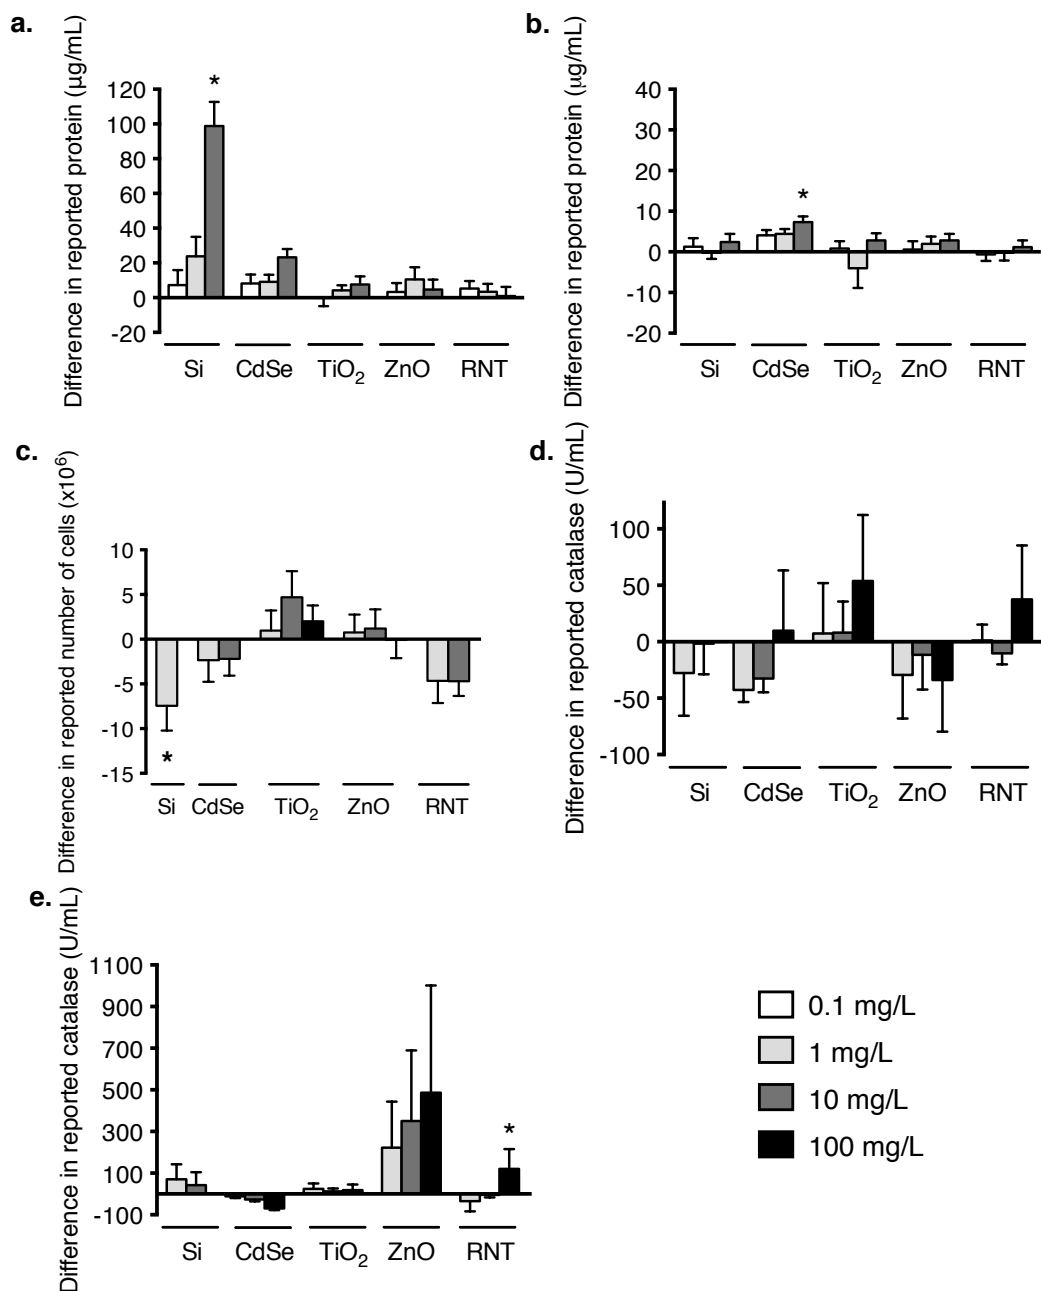 a.
Difference in reported protein (µg/mL)
120
100
80
60
40
20
0
-20
*
Si CdSe TiO₂ ZnO RNT
b.
Difference in reported protein (µg/mL)
40
30
20
10
0
-10
-20
*
Si CdSe TiO₂ ZnO RNT
c.
Difference in reported number of cells (x10⁶)
10
5
0
-5
-10
-15
*
Si CdSe TiO₂ ZnO RNT
d.
Difference in reported catalase (U/mL)
100
50
0
-50
-100
Si CdSe TiO₂ ZnO RNT
e.
Difference in reported catalase (U/mL)
1100
900
700
500
300
100
-100
*
Si CdSe TiO₂ ZnO RNT
0.1 mg/L
1 mg/L
10 mg/L
100 mg/L